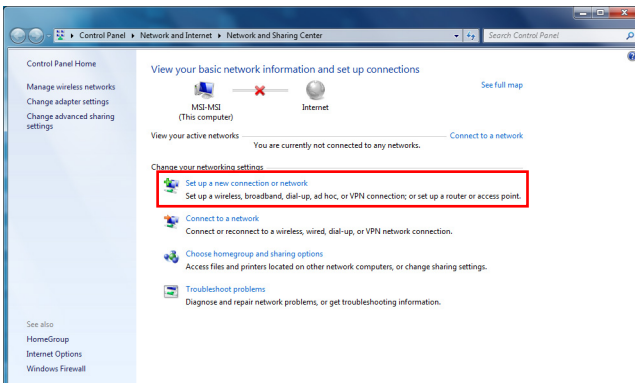 Control Panel ▸ Network and Internet ▸ Network and Sharing Center
Search Control Panel
Control Panel Home
Manage wireless networks
Change adapter settings
Change advanced sharing
settings
View your basic network information and set up connections
See full map
MSI-MSI
(This computer)
Internet
View your active networks
Connect to a network
You are currently not connected to any networks.
Change your networking settings
Set up a new connection or network
Set up a wireless, broadband, dial-up, ad hoc, or VPN connection; or set up a router or access point.
Connect to a network
Connect or reconnect to a wireless, wired, dial-up, or VPN network connection.
Choose homegroup and sharing options
Access files and printers located on other network computers, or change sharing settings.
Troubleshoot problems
Diagnose and repair network problems, or get troubleshooting information.
See also
HomeGroup
Internet Options
Windows Firewall